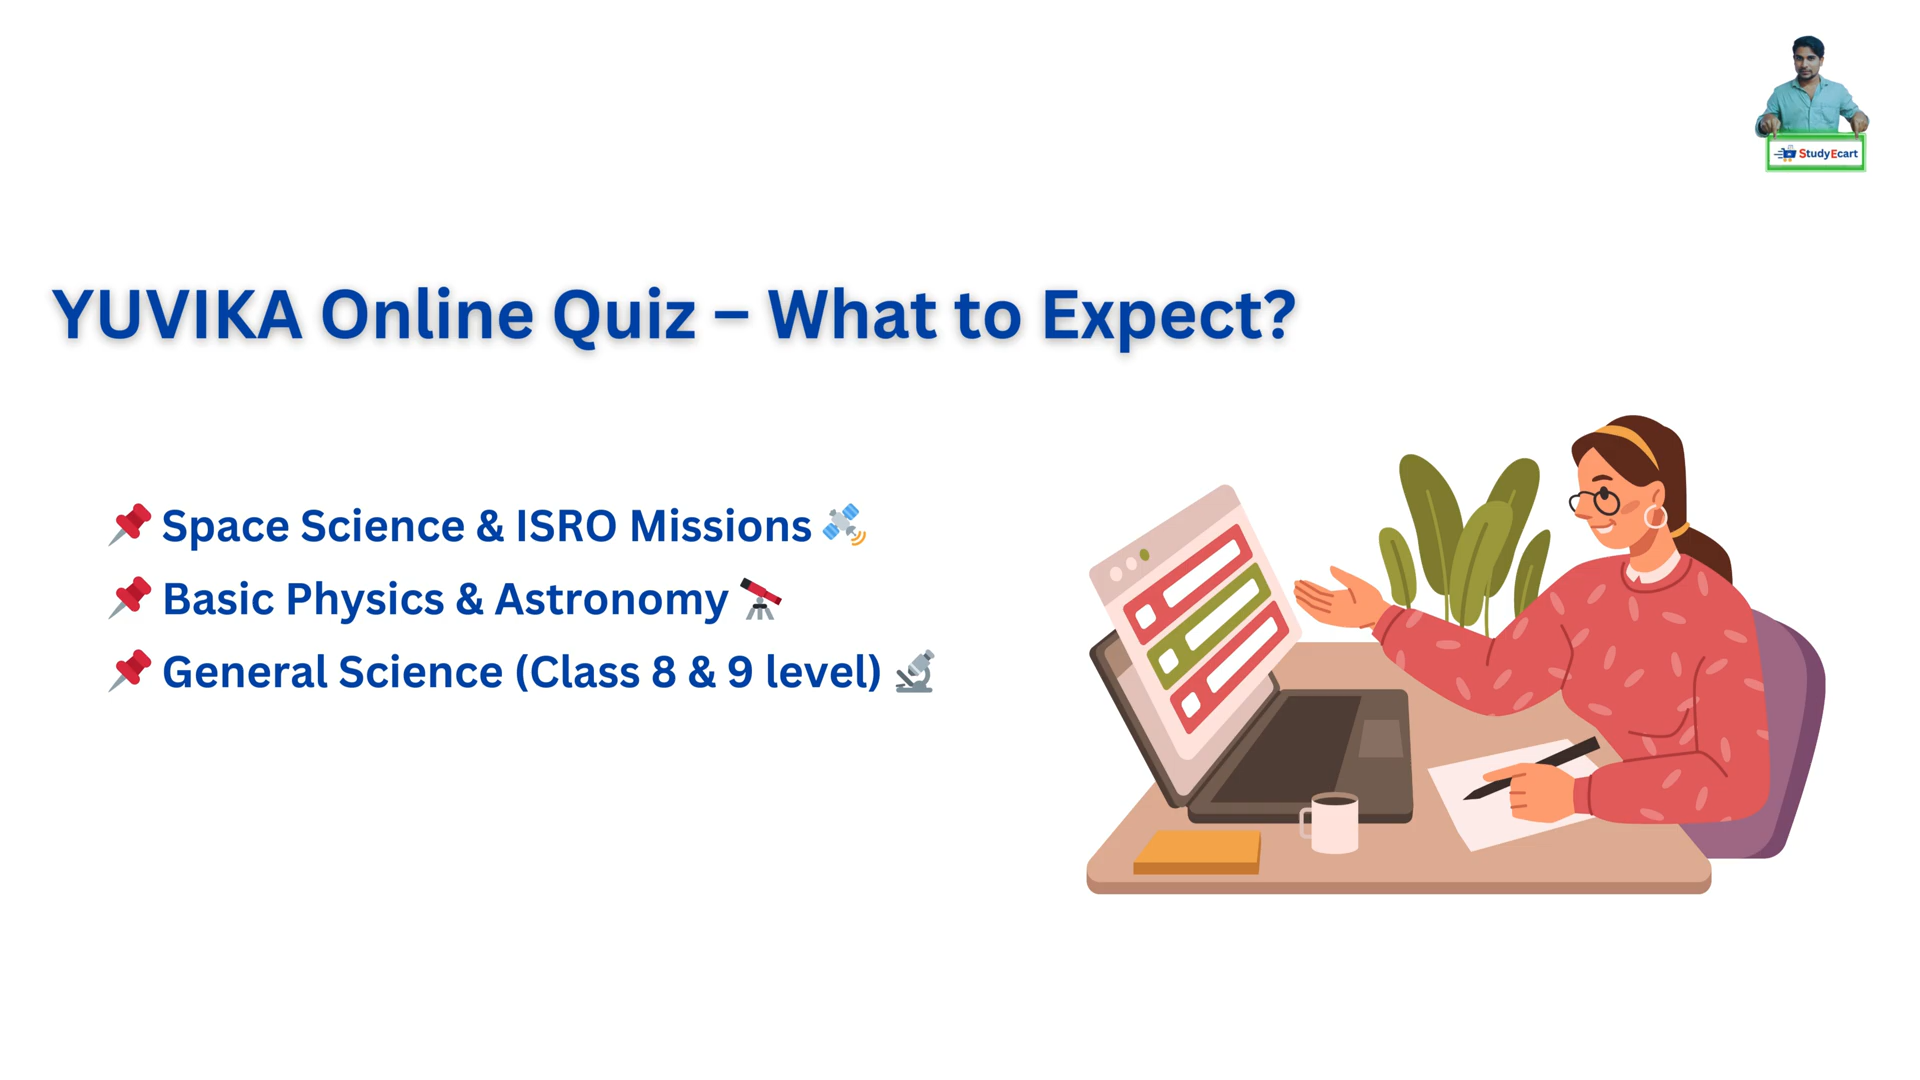 StudyEcart
YUVIKA Online Quiz – What to Expect?
📌 Space Science & ISRO Missions 🛰️
📌 Basic Physics & Astronomy 🔭
📌 General Science (Class 8 & 9 level) 🔬